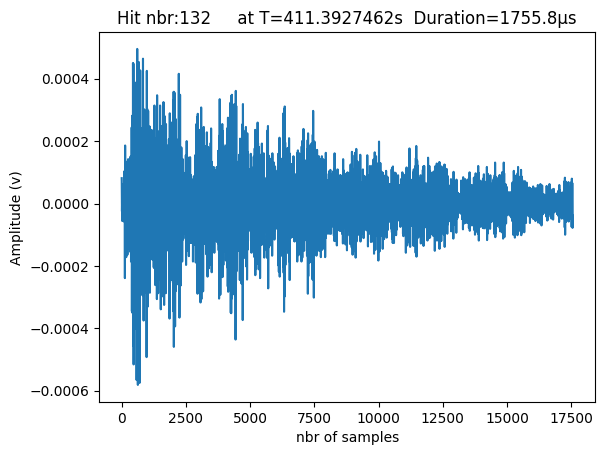 Hit nbr:132     at T=411.3927462s  Duration=1755.8µs
Amplitude (v)
0.0004
0.0002
0.0000
−0.0002
−0.0004
−0.0006
0 2500 5000 7500 10000 12500 15000 17500
nbr of samples